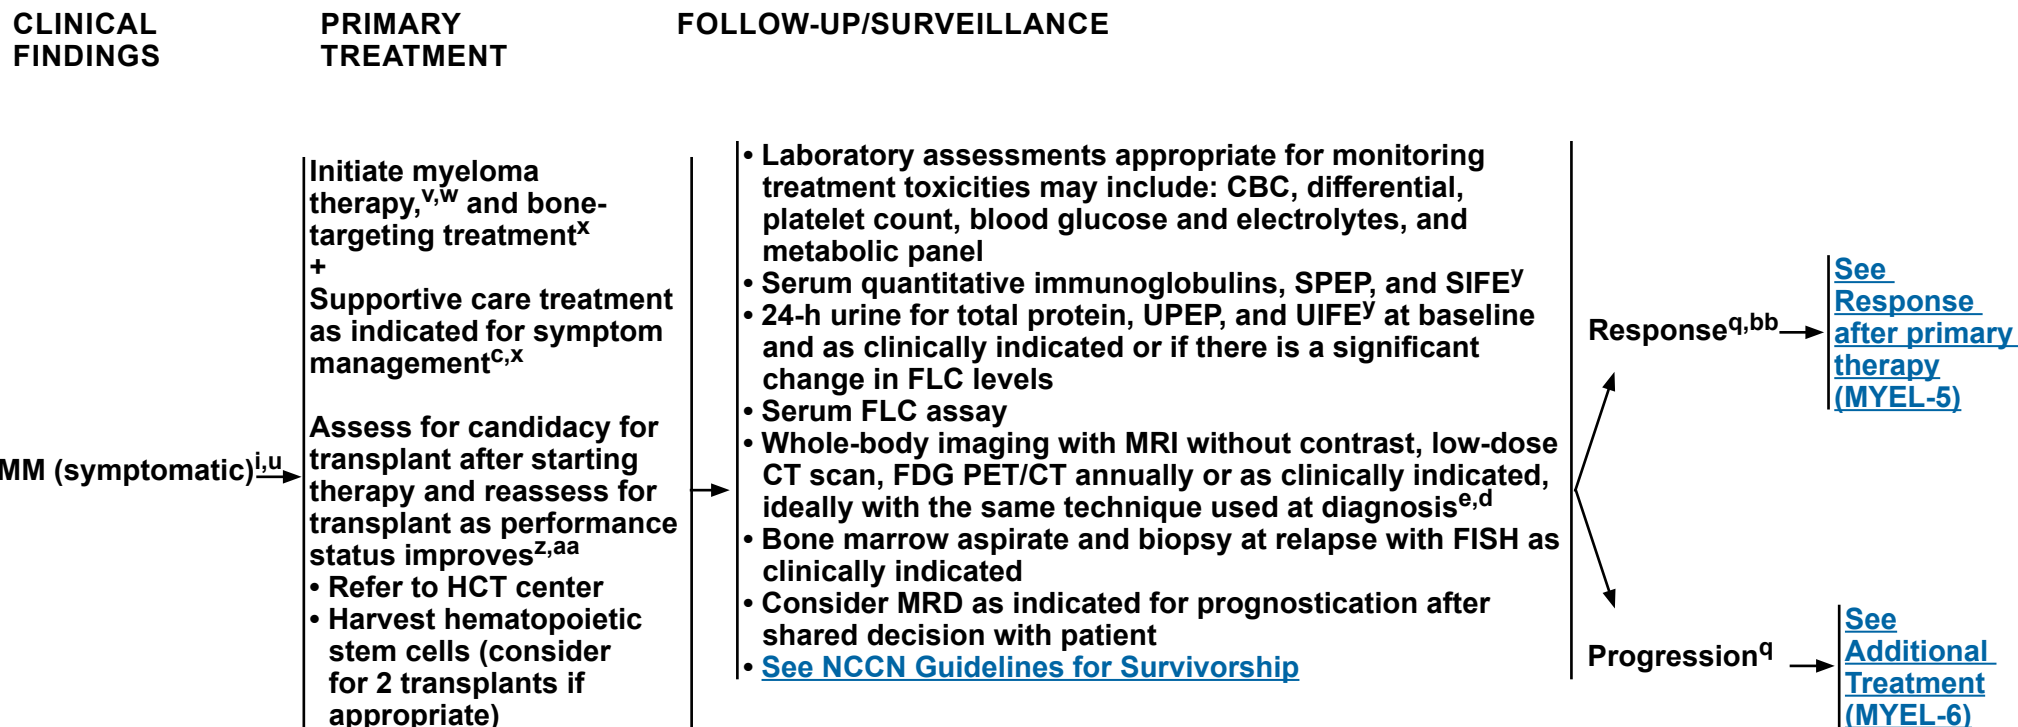 CLINICAL
FINDINGS
PRIMARY
TREATMENT
FOLLOW-UP/SURVEILLANCE
MM (symptomatic)i,u
Initiate myeloma
therapy,v,w and bone-
targeting treatmentx
+
Supportive care treatment
as indicated for symptom
managementc,x
Assess for candidacy for
transplant after starting
therapy and reassess for
transplant as performance
status improvesz,aa
• Refer to HCT center
• Harvest hematopoietic
stem cells (consider
for 2 transplants if
appropriate)
• Laboratory assessments appropriate for monitoring
treatment toxicities may include: CBC, differential,
platelet count, blood glucose and electrolytes, and
metabolic panel
• Serum quantitative immunoglobulins, SPEP, and SIFEy
• 24-h urine for total protein, UPEP, and UIFEy at baseline
and as clinically indicated or if there is a significant
change in FLC levels
• Serum FLC assay
• Whole-body imaging with MRI without contrast, low-dose
CT scan, FDG PET/CT annually or as clinically indicated,
ideally with the same technique used at diagnosise,d
• Bone marrow aspirate and biopsy at relapse with FISH as
clinically indicated
• Consider MRD as indicated for prognostication after
shared decision with patient
• See NCCN Guidelines for Survivorship
Responseq,bb
See
Response
after primary
therapy
(MYEL-5)
Progressionq
See
Additional
Treatment
(MYEL-6)